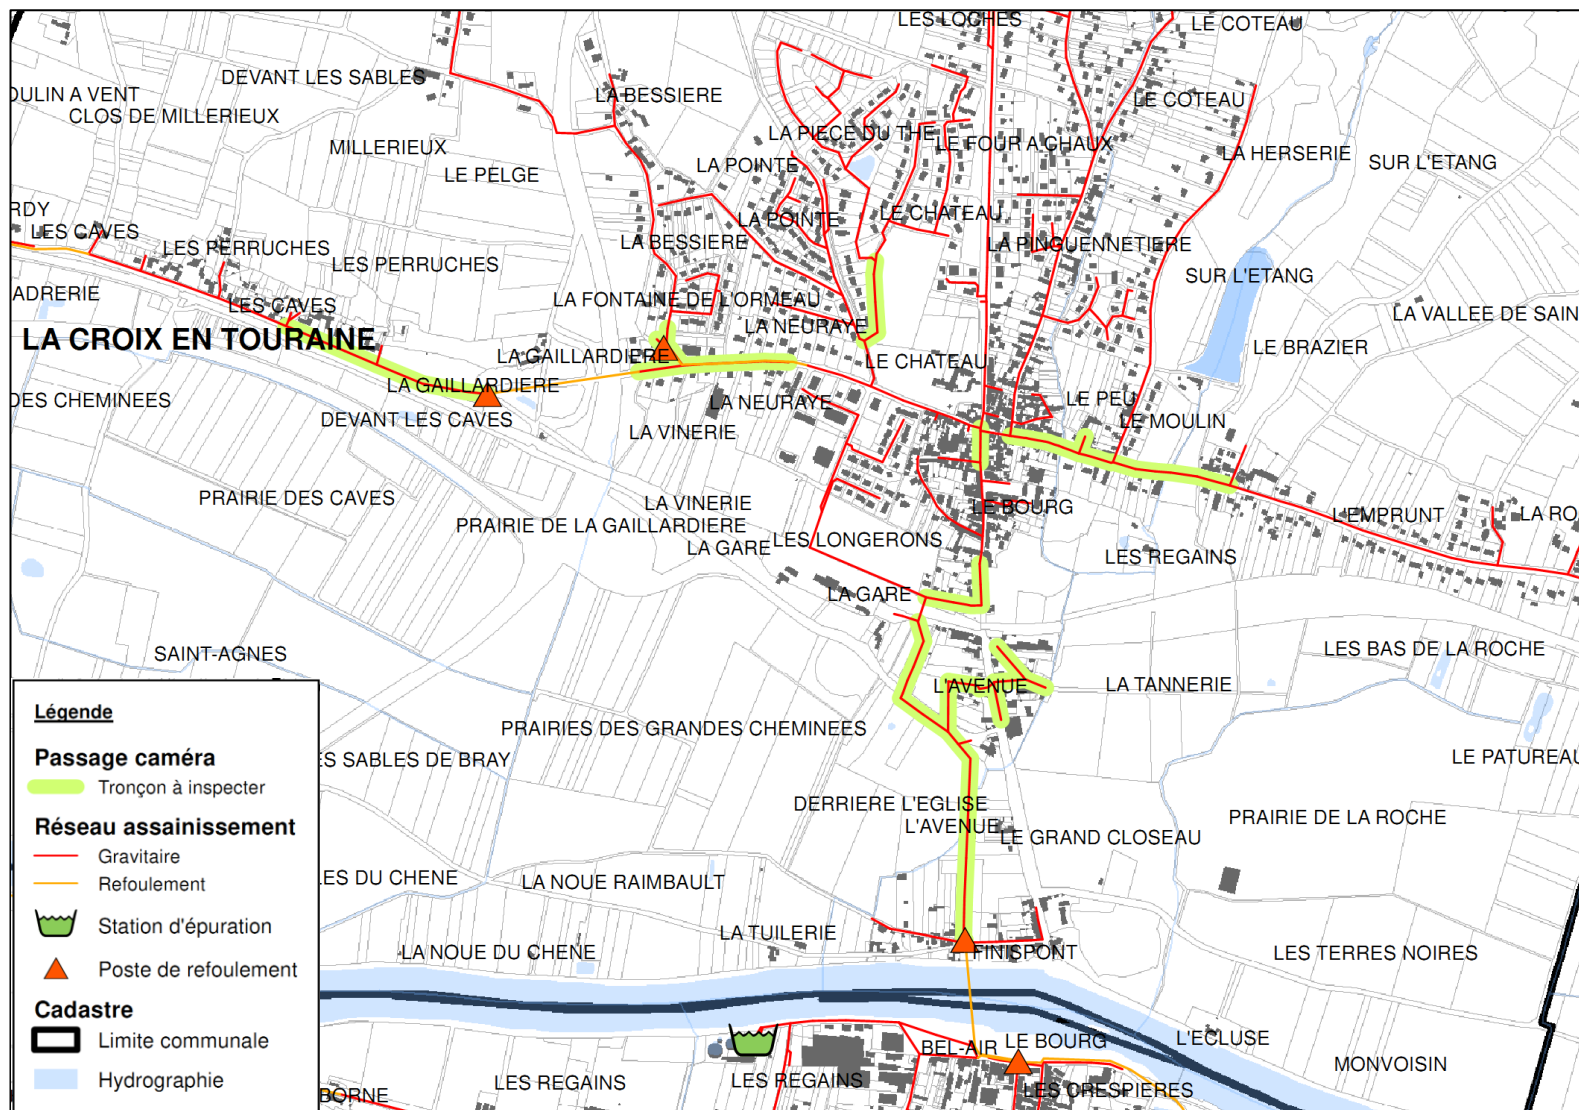 LES LOCHES
LE COTEAU
DEVANT LES SABLES
OULIN A VENT
LA BESSIERE
LE COTEAU
CLOS DE MILLERIEUX
LA PIECE DU THE
LE FOUR A CHAUX
MILLERIEUX
LA HERSERIE
SUR L'ETANG
LA POINTE
LE PELGE
RDY
LA POINTE
LE CHATEAU
LES CAVES
LES PERRUCHES
LA BESSIERE
LA PINGUENNETIERE
LES PERRUCHES
SUR L'ETANG
ADRERIE
LES CAVES
LA FONTAINE DE L'ORMEAU
LA VALLEE DE SAIN
LA NEURAYE
LA CROIX EN TOURAINE
LE BRAZIER
LA GAILLARDIERE
LE CHATEAU
LA GAILLARDIERE
DES CHEMINEES
LA NEURAYE
LE PEU
DEVANT LES CAVES
LE MOULIN
LA VINERIE
PRAIRIE DES CAVES
LA VINERIE
LE BOURG
L'EMPRUNT
LA RO
PRAIRIE DE LA GAILLARDIERE
LA GARE
LES LONGERONS
LES REGAINS
LA GARE
SAINT-AGNES
LES BAS DE LA ROCHE
L'AVENUE
LA TANNERIE
PRAIRIES DES GRANDES CHEMINEES
ES SABLES DE BRAY
LE PATUREAU
DERRIERE L'EGLISE
L'AVENUE
LE GRAND CLOSEAU
PRAIRIE DE LA ROCHE
LES DU CHENE
LA NOUE RAIMBAULT
LA TUILERIE
LA NOUE DU CHENE
FINISPONT
LES TERRES NOIRES
L'ECLUSE
BEL-AIR
LE BOURG
MONVOISIN
LES REGAINS
LES REGAINS
LES CRESPIERES
BORNE
Légende
Passage caméra
Tronçon à inspecter
Réseau assainissement
Gravitaire
Refoulement
Station d'épuration
Poste de refoulement
Cadastre
Limite communale
Hydrographie